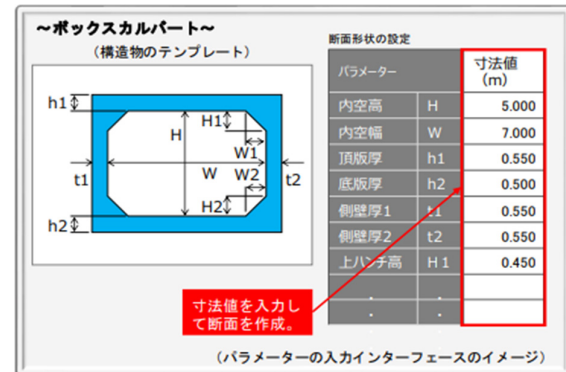 ～ボックスカルバート～
（構造物のテンプレート）
h1
H1
H
W1
t1
W
W2
t2
H2
h2
断面形状の設定
パラメーター 寸法値（m）
内空高 H 5.000
内空幅 W 7.000
頂版厚 h1 0.550
底版厚 h2 0.500
側壁厚1 t1 0.550
側壁厚2 t2 0.550
上ハンチ高 H1 0.450
. .
. .
寸法値を入力し
て断面を作成。
（パラメーターの入力インターフェースのイメージ）